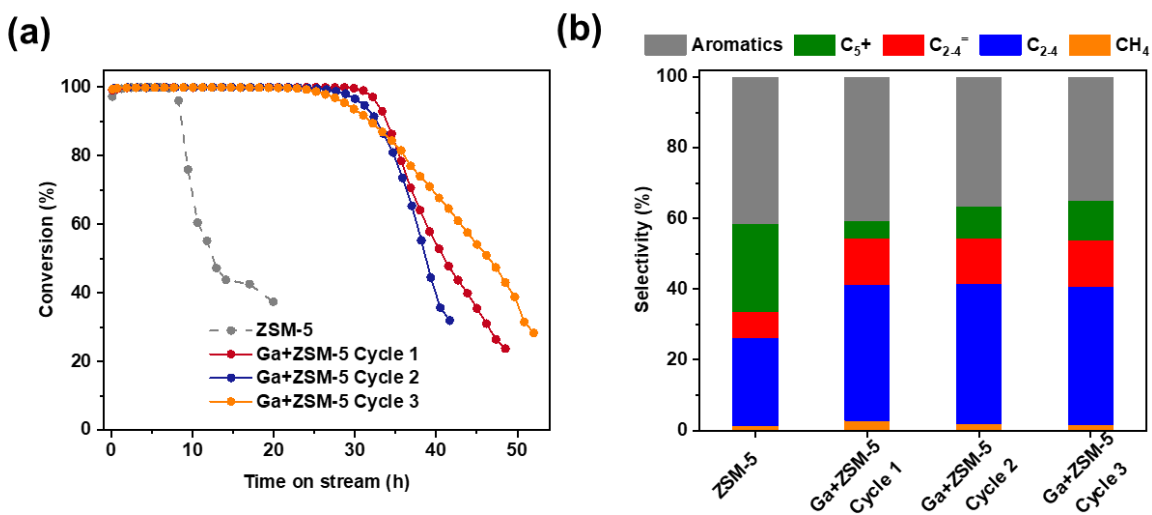 (a)
Conversion (%)
100
80
60
40
20
0
0 10 20 30 40 50
Time on stream (h)
ZSM-5
Ga+ZSM-5 Cycle 1
Ga+ZSM-5 Cycle 2
Ga+ZSM-5 Cycle 3
(b)
Aromatics C₅+ C₂₋₄⁼ C₂₋₄ CH₄
Selectivity (%)
100
80
60
40
20
0
ZSM-5
Ga+ZSM-5
Cycle 1
Ga+ZSM-5
Cycle 2
Ga+ZSM-5
Cycle 3